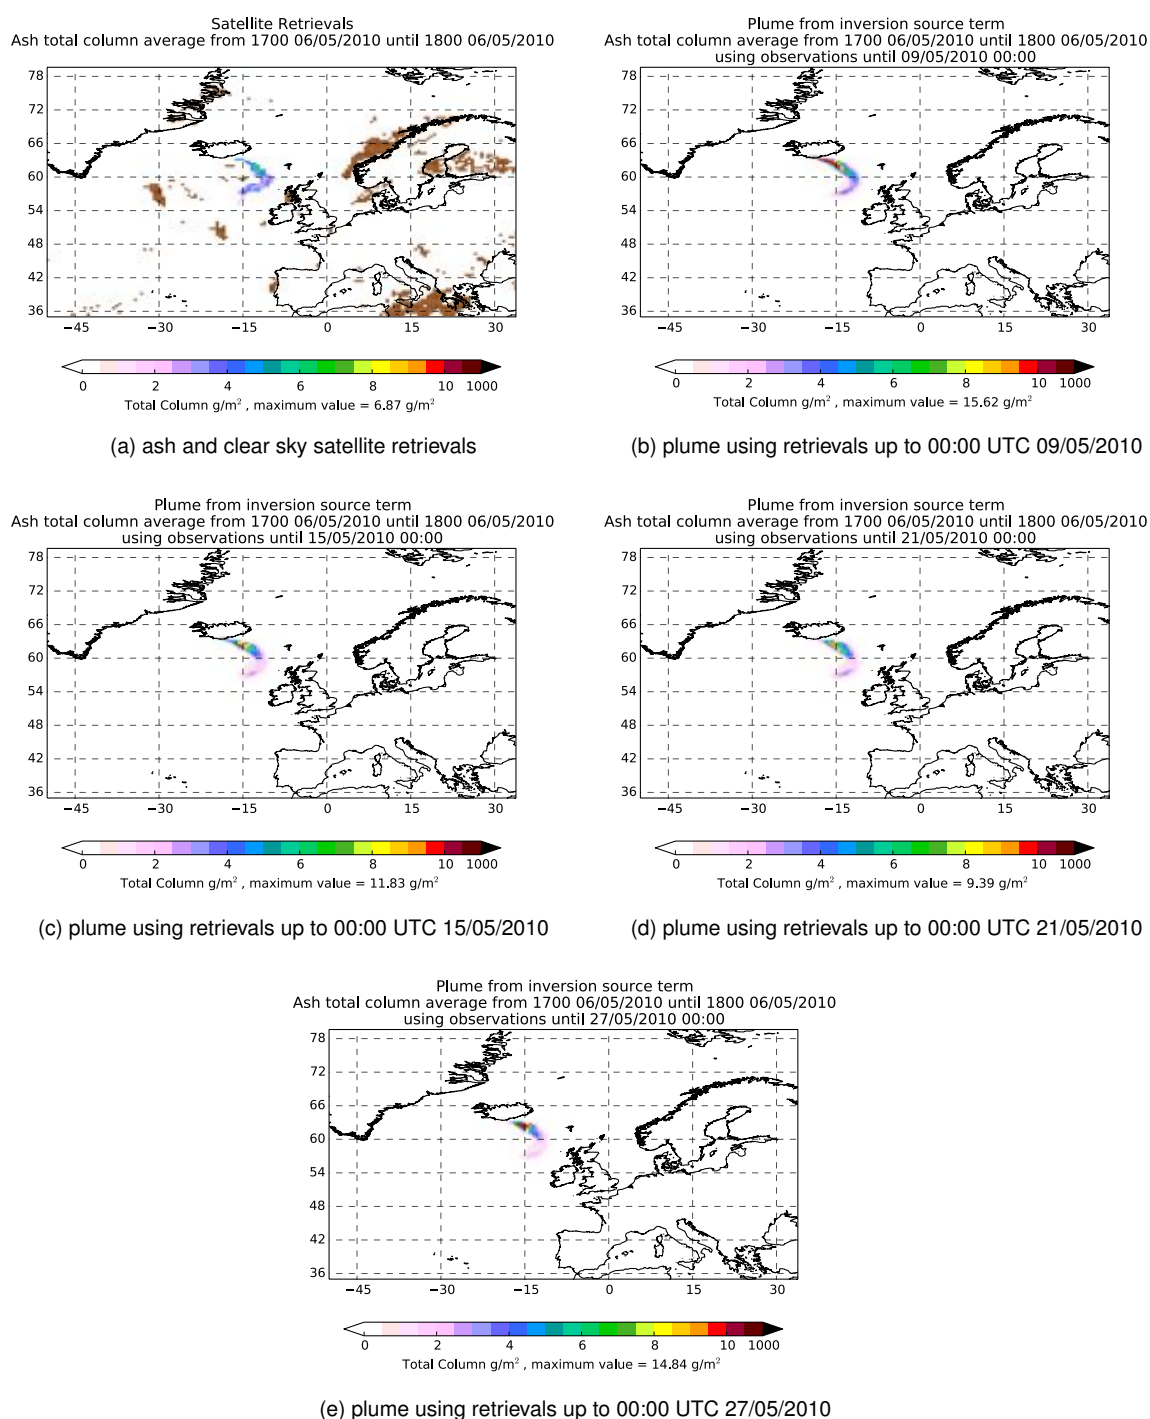 Satellite Retrievals
Ash total column average from 1700 06/05/2010 until 1800 06/05/2010
78
72
66
60
54
48
42
36
−45 −30 −15 0 15 30
0 2 4 6 8 10 1000
Total Column g/m², maximum value = 6.87 g/m²
(a) ash and clear sky satellite retrievals
Plume from inversion source term
Ash total column average from 1700 06/05/2010 until 1800 06/05/2010
using observations until 09/05/2010 00:00
78
72
66
60
54
48
42
36
−45 −30 −15 0 15 30
0 2 4 6 8 10 1000
Total Column g/m² , maximum value = 15.62 g/m²
(b) plume using retrievals up to 00:00 UTC 09/05/2010
Plume from inversion source term
Ash total column average from 1700 06/05/2010 until 1800 06/05/2010
using observations until 15/05/2010 00:00
78
72
66
60
54
48
42
36
−45 −30 −15 0 15 30
0 2 4 6 8 10 1000
Total Column g/m² , maximum value = 11.83 g/m²
(c) plume using retrievals up to 00:00 UTC 15/05/2010
Plume from inversion source term
Ash total column average from 1700 06/05/2010 until 1800 06/05/2010
using observations until 21/05/2010 00:00
78
72
66
60
54
48
42
36
−45 −30 −15 0 15 30
0 2 4 6 8 10 1000
Total Column g/m² , maximum value = 9.39 g/m²
(d) plume using retrievals up to 00:00 UTC 21/05/2010
Plume from inversion source term
Ash total column average from 1700 06/05/2010 until 1800 06/05/2010
using observations until 27/05/2010 00:00
78
72
66
60
54
48
42
36
−45 −30 −15 0 15 30
0 2 4 6 8 10 1000
Total Column g/m² , maximum value = 14.84 g/m²
(e) plume using retrievals up to 00:00 UTC 27/05/2010